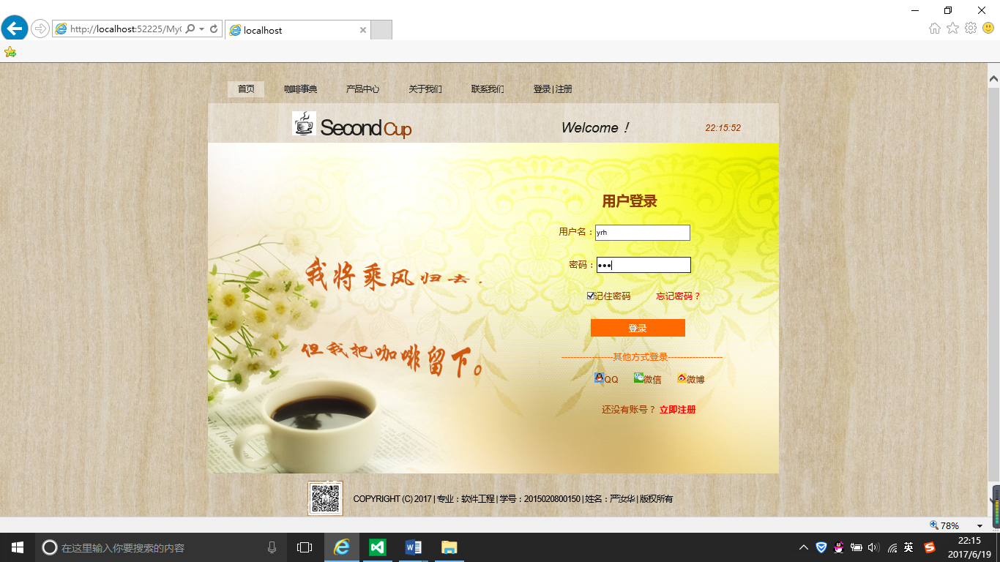 http://localhost:52225/My
localhost
首页 咖啡事典 产品中心 关于我们 联系我们 登录 | 注册
Second Cup
Welcome！
22:15:52
用户登录
用户名：yrh
密码：●●●
记住密码 忘记密码？
登录
-----------------其他方式登录------------------
QQ 微信 微博
还没有账号？ 立即注册
我将乘风归去.
但我把咖啡留下。
COPYRIGHT (C) 2017 | 专业：软件工程 | 学号：2015020800150 | 姓名：严汝华 | 版权所有
78%
在这里输入你要搜索的内容
英
22:15
2017/6/19